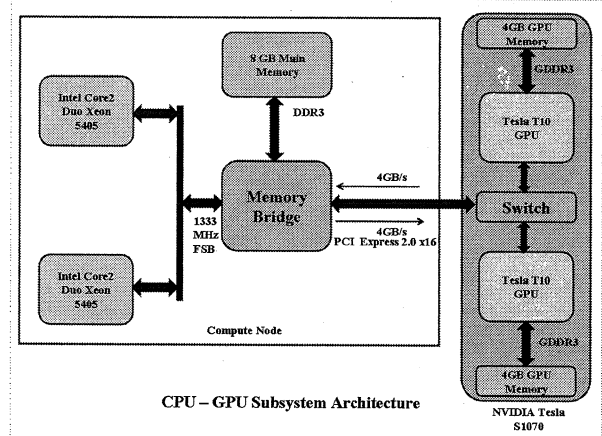 4GB GPU
Memory
GDDR3
Tesla T10
GPU
Switch
Tesla T10
GPU
GDDR3
4GB GPU
Memory
NVIDIA Tesla
S1070
8 GB Main
Memory
DDR3
Intel Core2
Duo Xeon
5405
Memory
Bridge
1333
MHz
FSB
4GB/s
4GB/s
PCI Express 2.0 x16
Intel Core2
Duo Xeon
5405
Compute Node
CPU – GPU Subsystem Architecture